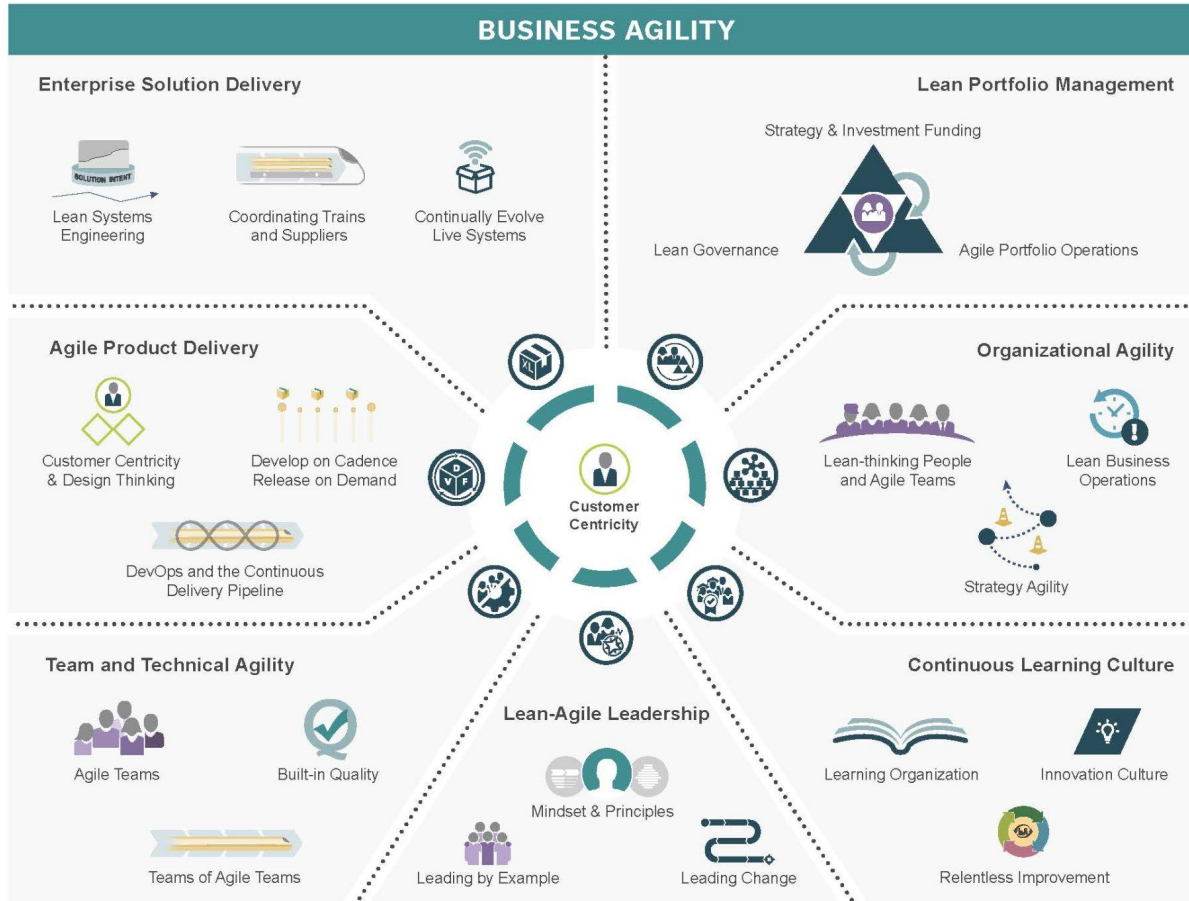 BUSINESS AGILITY
Enterprise Solution Delivery
SOLUTION INTENT
Lean Systems
Engineering
Coordinating Trains
and Suppliers
Continually Evolve
Live Systems
Lean Portfolio Management
Strategy & Investment Funding
Lean Governance
Agile Portfolio Operations
Agile Product Delivery
Customer Centricity
& Design Thinking
Develop on Cadence
Release on Demand
DevOps and the Continuous
Delivery Pipeline
XL
D
V F
Customer
Centricity
Organizational Agility
Lean-thinking People
and Agile Teams
Lean Business
Operations
Strategy Agility
Team and Technical Agility
Agile Teams
Built-in Quality
Teams of Agile Teams
Lean-Agile Leadership
Mindset & Principles
Leading by Example
Leading Change
Continuous Learning Culture
Learning Organization
Innovation Culture
Relentless Improvement